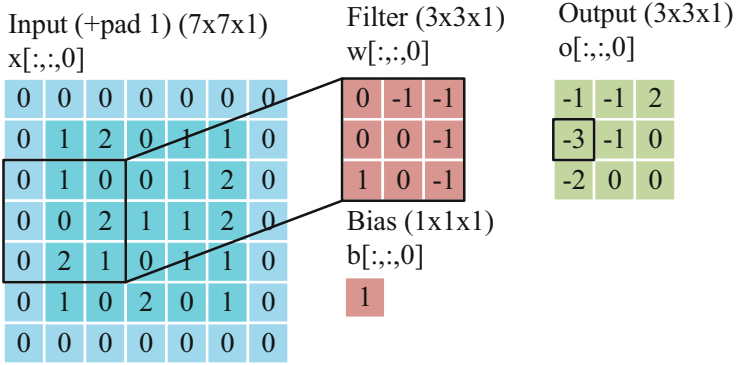 Input (+pad 1) (7x7x1)
x[:,:,0]
0 0 0 0 0 0 0
0 1 2 0 1 1 0
0 1 0 0 1 2 0
0 0 2 1 1 2 0
0 2 1 0 1 1 0
0 1 0 2 0 1 0
0 0 0 0 0 0 0
Filter (3x3x1)
w[:,:,0]
0 -1 -1
0 0 -1
1 0 -1
Bias (1x1x1)
b[:,:,0]
1
Output (3x3x1)
o[:,:,0]
-1 -1 2
-3 -1 0
-2 0 0